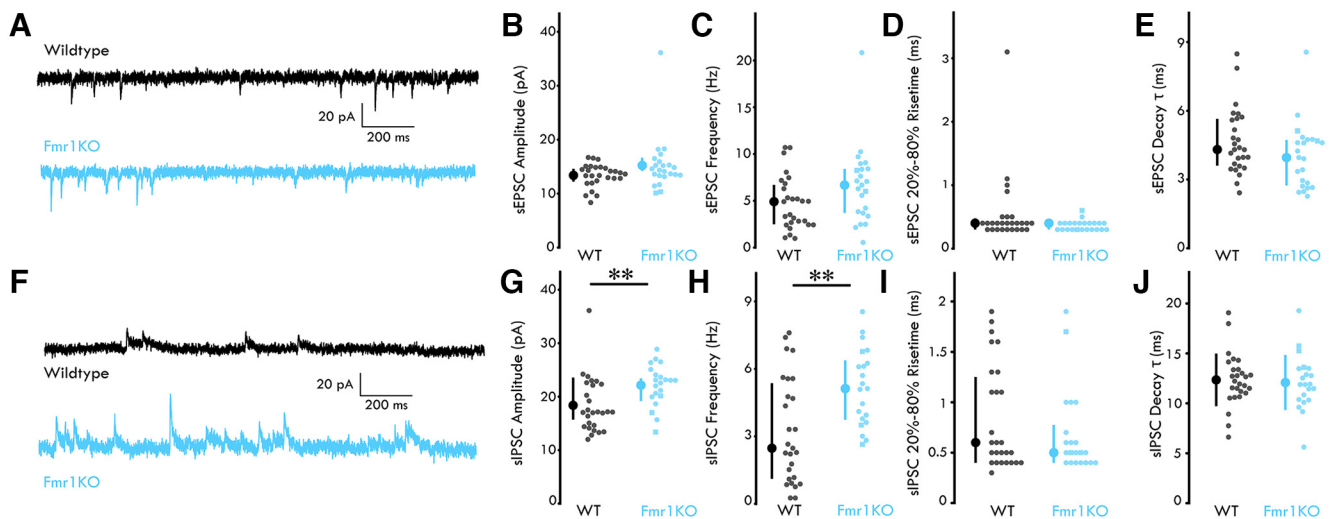 A
Wildtype
20 pA
200 ms
Fmr1KO
B
sEPSC Amplitude (pA)
40
30
20
10
0
WT
Fmr1KO
C
sEPSC Frequency (Hz)
20
15
10
5
0
WT
Fmr1KO
D
sEPSC 20%-80% Risetime (ms)
3
2
1
0
WT
Fmr1KO
E
sEPSC Decay τ (ms)
9
6
3
0
WT
Fmr1KO
F
Wildtype
20 pA
200 ms
Fmr1KO
G
**
sIPSC Amplitude (pA)
40
30
20
10
0
WT
Fmr1KO
H
**
sIPSC Frequency (Hz)
9
6
3
0
WT
Fmr1KO
I
sIPSC 20%-80% Risetime (ms)
2
1.5
1
0.5
0
WT
Fmr1KO
J
sIPSC Decay τ (ms)
20
15
10
5
0
WT
Fmr1KO